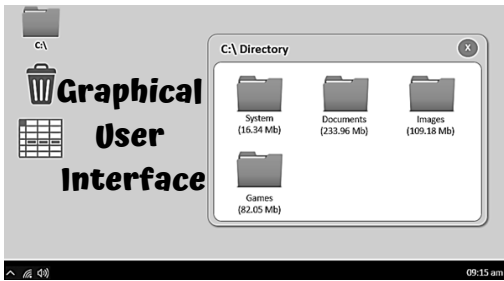 C:\
Graphical
User
Interface
C:\ Directory
X
System
(16.34 Mb)
Documents
(233.96 Mb)
Images
(109.18 Mb)
Games
(82.05 Mb)
09:15 am